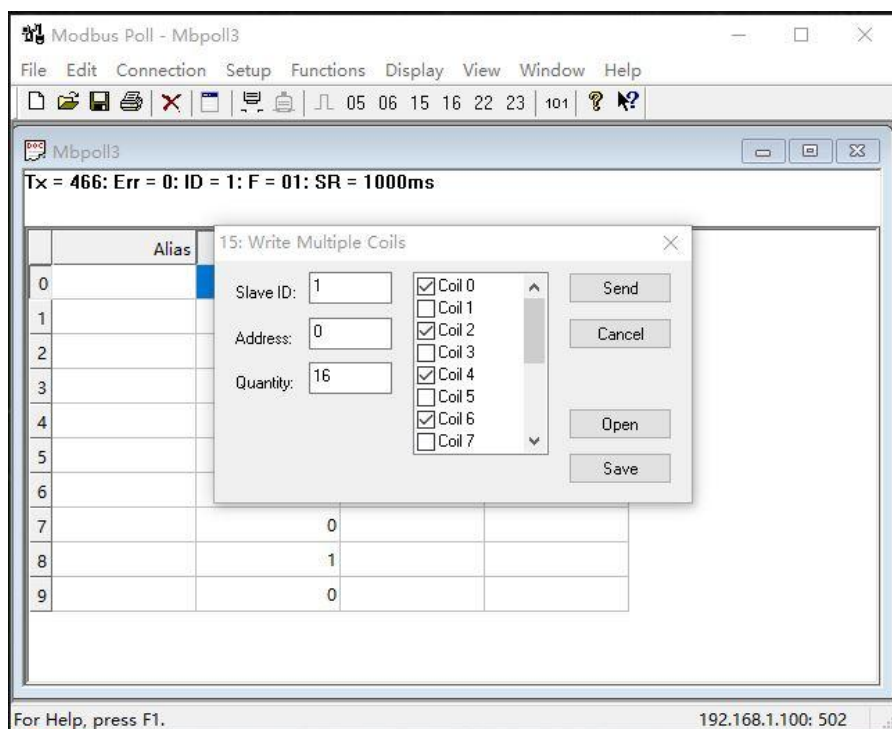 Modbus Poll - Mbpoll3
File Edit Connection Setup Functions Display View Window Help
05 06 15 16 22 23 101
Mbpoll3
Tx = 466: Err = 0: ID = 1: F = 01: SR = 1000ms
Alias
15: Write Multiple Coils
Slave ID: 1
Address: 0
Quantity: 16
Coil 0
Coil 1
Coil 2
Coil 3
Coil 4
Coil 5
Coil 6
Coil 7
Send
Cancel
Open
Save
0
1
2
3
4
5
6
7 0
8 1
9 0
For Help, press F1. 192.168.1.100: 502